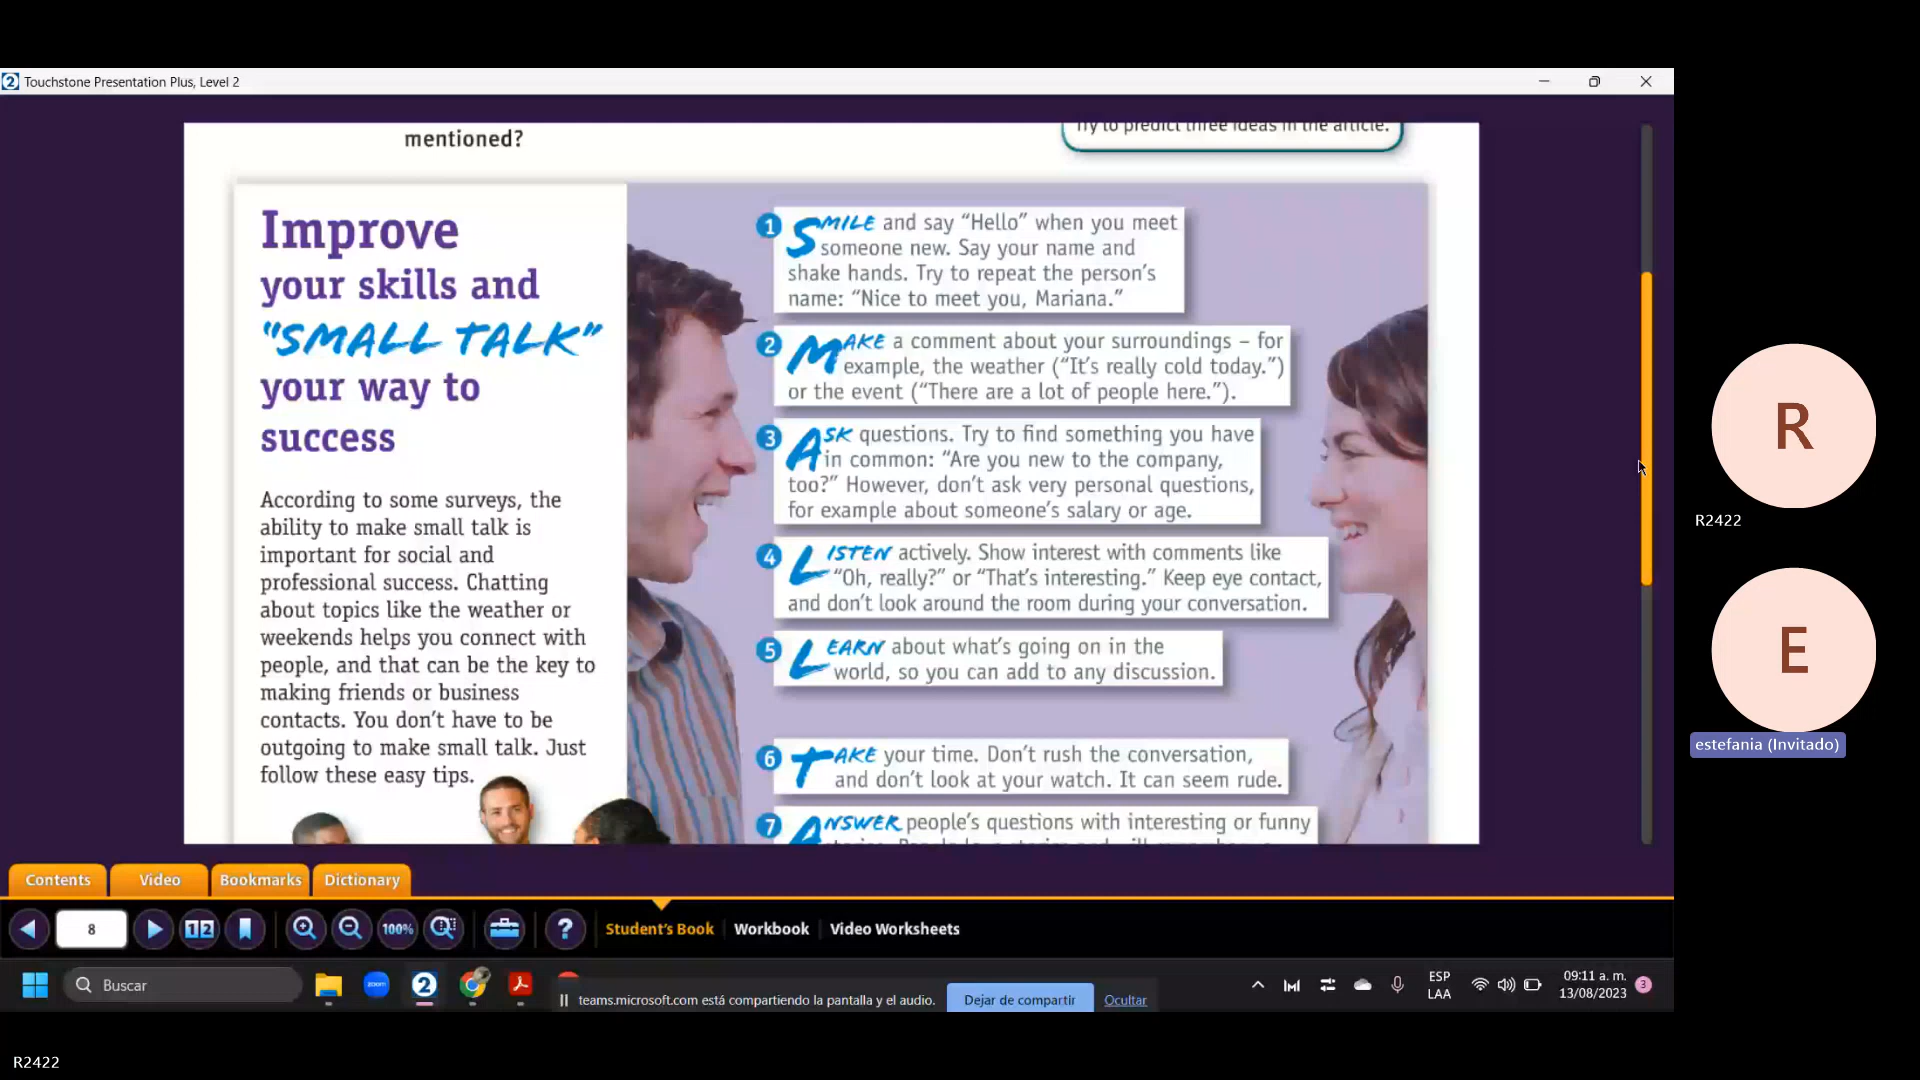 Touchstone Presentation Plus, Level 2
mentioned?
Try to predict three ideas in the article.
Improve
your skills and
"SMALL TALK"
your way to
success
According to some surveys, the
ability to make small talk is
important for social and
professional success. Chatting
about topics like the weather or
weekends helps you connect with
people, and that can be the key to
making friends or business
contacts. You don't have to be
outgoing to make small talk. Just
follow these easy tips.
1 SMILE and say "Hello" when you meet
someone new. Say your name and
shake hands. Try to repeat the person's
name: "Nice to meet you, Mariana."
2 MAKE a comment about your surroundings – for
example, the weather ("It's really cold today.")
or the event ("There are a lot of people here.").
3 ASK questions. Try to find something you have
in common: "Are you new to the company,
too?" However, don't ask very personal questions,
for example about someone's salary or age.
4 LISTEN actively. Show interest with comments like
"Oh, really?" or "That's interesting." Keep eye contact,
and don't look around the room during your conversation.
5 LEARN about what's going on in the
world, so you can add to any discussion.
6 TAKE your time. Don't rush the conversation,
and don't look at your watch. It can seem rude.
7 ANSWER people's questions with interesting or funny
R
R2422
E
estefania (Invitado)
Contents
Video
Bookmarks
Dictionary
8
12
100%
?
Student's Book
Workbook
Video Worksheets
Buscar
zoom
2
teams.microsoft.com está compartiendo la pantalla y el audio.
Dejar de compartir
Ocultar
ESP
LAA
09:11 a. m.
13/08/2023
3
R2422